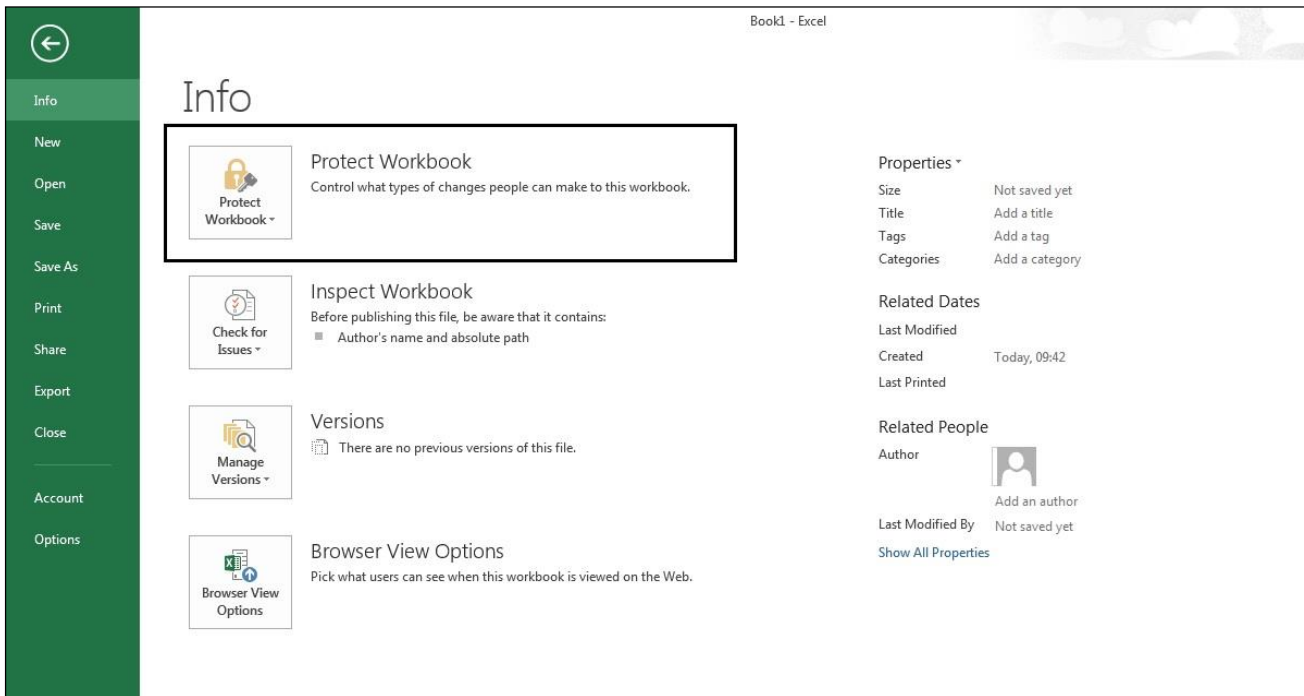 Book1 - Excel
Info
New
Open
Save
Save As
Print
Share
Export
Close
Account
Options
Info
Protect
Workbook
Protect Workbook
Control what types of changes people can make to this workbook.
Check for
Issues
Inspect Workbook
Before publishing this file, be aware that it contains:
Author's name and absolute path
Manage
Versions
Versions
There are no previous versions of this file.
Browser View
Options
Browser View Options
Pick what users can see when this workbook is viewed on the Web.
Properties
Size Not saved yet
Title Add a title
Tags Add a tag
Categories Add a category
Related Dates
Last Modified
Created Today, 09:42
Last Printed
Related People
Author
Add an author
Last Modified By Not saved yet
Show All Properties